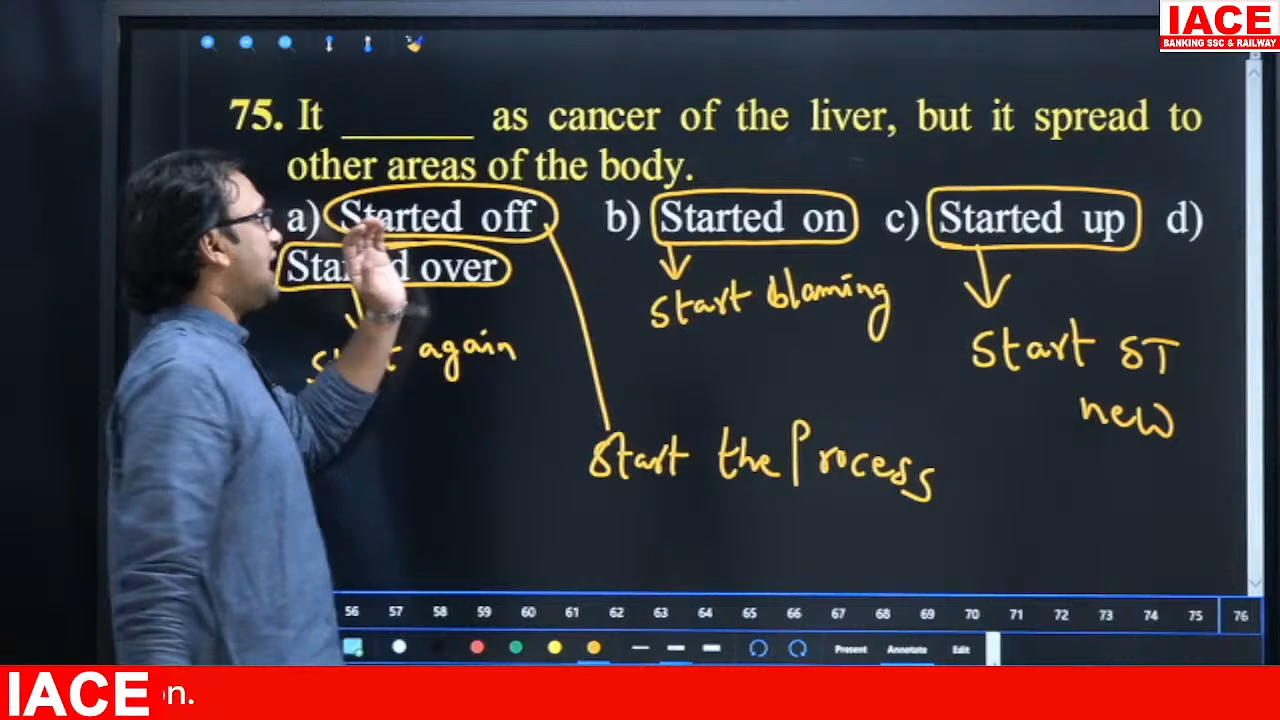 IACE
BANKING SSC & RAILWAY
75. It ______ as cancer of the liver, but it spread to
other areas of the body.
a) Started off b) Started on c) Started up d)
over
start blaming
again
start ST
new
start the Process
56 57 58 59 60 61 62 63 64 65 66 67 68 69 70 71 72 73 74 75 76
Present Annotate Edit
IACE
n.